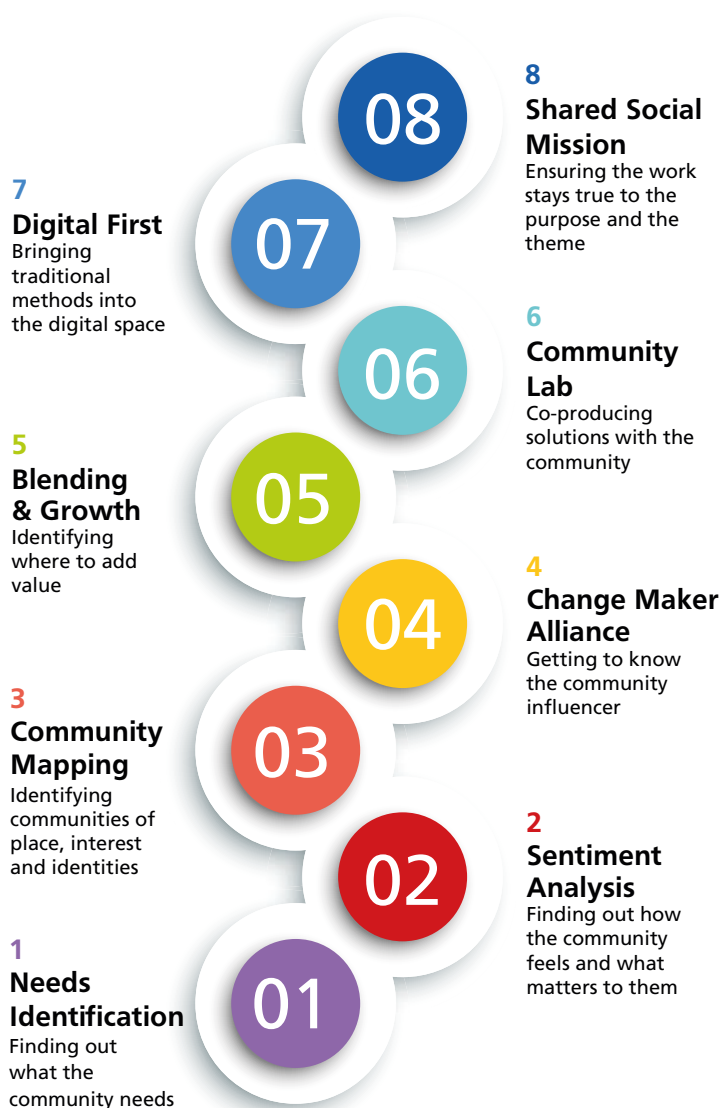 08
8
Shared Social
Mission
Ensuring the work
stays true to the
purpose and the
theme
7
Digital First
Bringing
traditional
methods into
the digital space
07
06
6
Community
Lab
Co-producing
solutions with the
community
5
Blending
& Growth
Identifying
where to add
value
05
04
4
Change Maker
Alliance
Getting to know
the community
influencer
3
Community
Mapping
Identifying
communities of
place, interest
and identities
03
02
2
Sentiment
Analysis
Finding out how
the community
feels and what
matters to them
1
Needs
Identification
Finding out
what the
community needs
01